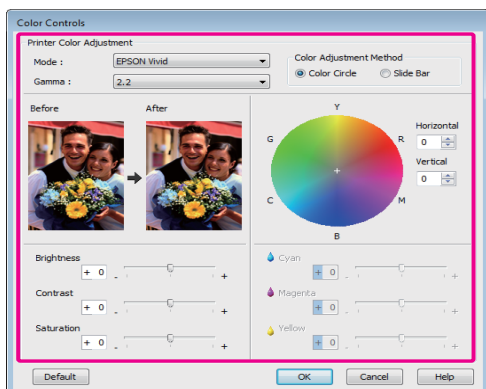 Color Controls
Printer Color Adjustment
Mode : EPSON Vivid
Gamma : 2.2
Color Adjustment Method
Color Circle Slide Bar
Before After
Y
G R
C M
B
Horizontal
0
Vertical
0
Brightness
+ 0 - +
Contrast
+ 0 - +
Saturation
+ 0 - +
Cyan
+ 0 - +
Magenta
+ 0 - +
Yellow
+ 0 - +
Default OK Cancel Help